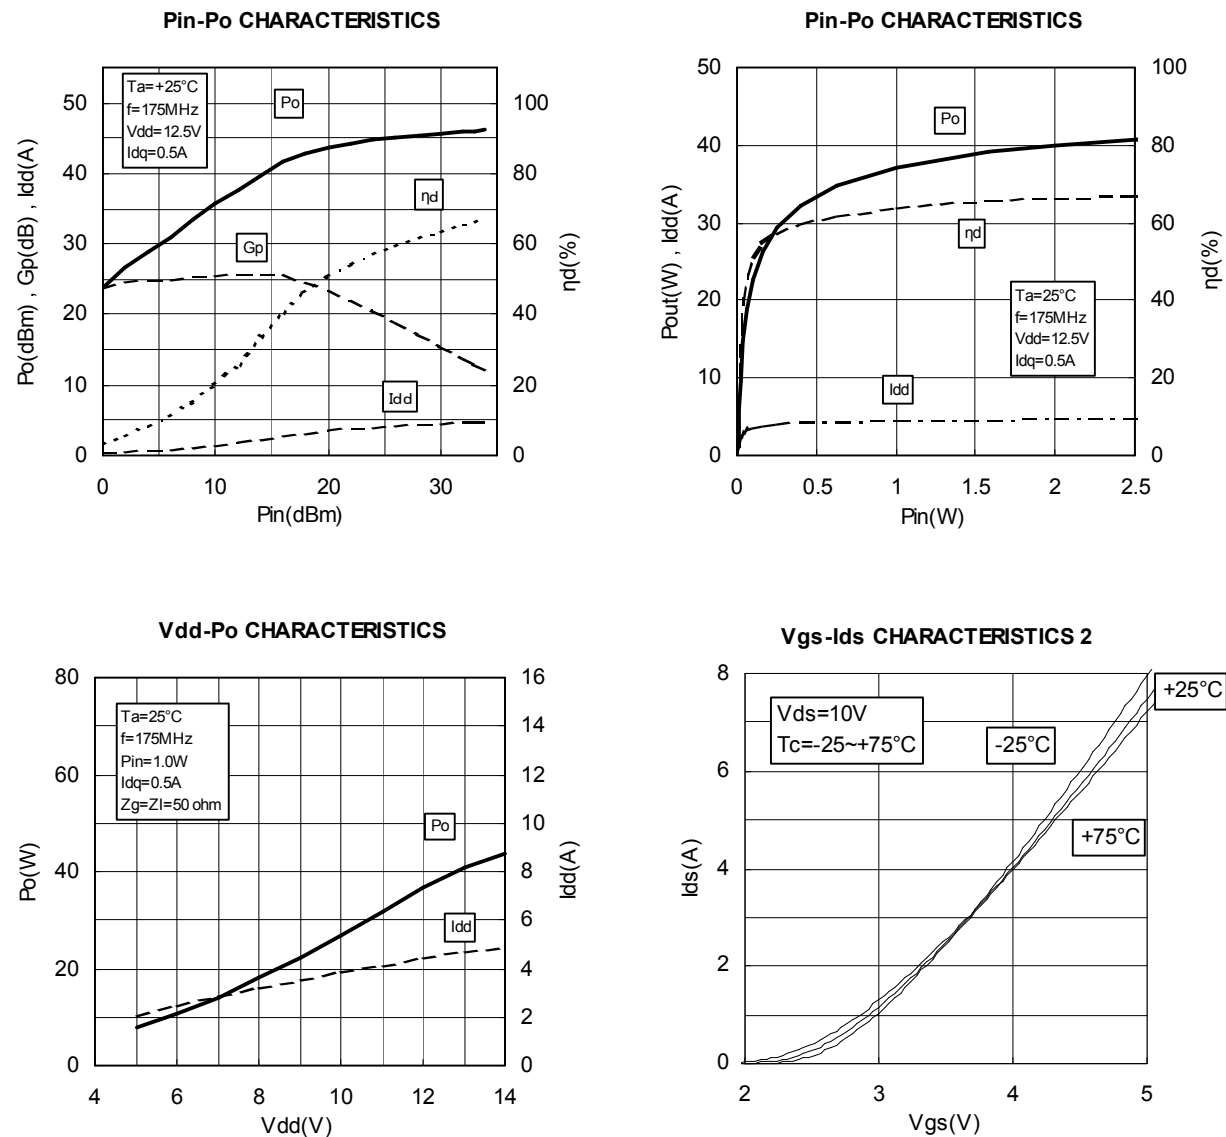 Pin-Po CHARACTERISTICS
Ta=+25°C
f=175MHz
Vdd=12.5V
Idq=0.5A
Po
ηd
Gp
Idd
50
40
30
20
10
0
100
80
60
40
20
0
0 10 20 30
Pin(dBm)
Po(dBm) , Gp(dB) , Idd(A)
ηd(%)
Pin-Po CHARACTERISTICS
Po
ηd
Ta=25°C
f=175MHz
Vdd=12.5V
Idq=0.5A
Idd
50
40
30
20
10
0
100
80
60
40
20
0
0 0.5 1 1.5 2 2.5
Pin(W)
Pout(W) , Idd(A)
ηd(%)
Vdd-Po CHARACTERISTICS
Ta=25°C
f=175MHz
Pin=1.0W
Idq=0.5A
Zg=Zl=50 ohm
Po
Idd
80
60
40
20
0
16
14
12
10
8
6
4
2
0
4 6 8 10 12 14
Vdd(V)
Po(W)
Idd(A)
Vgs-Ids CHARACTERISTICS 2
Vds=10V
Tc=-25~+75°C
-25°C
+25°C
+75°C
8
6
4
2
0
2 3 4 5
Vgs(V)
Ids(A)